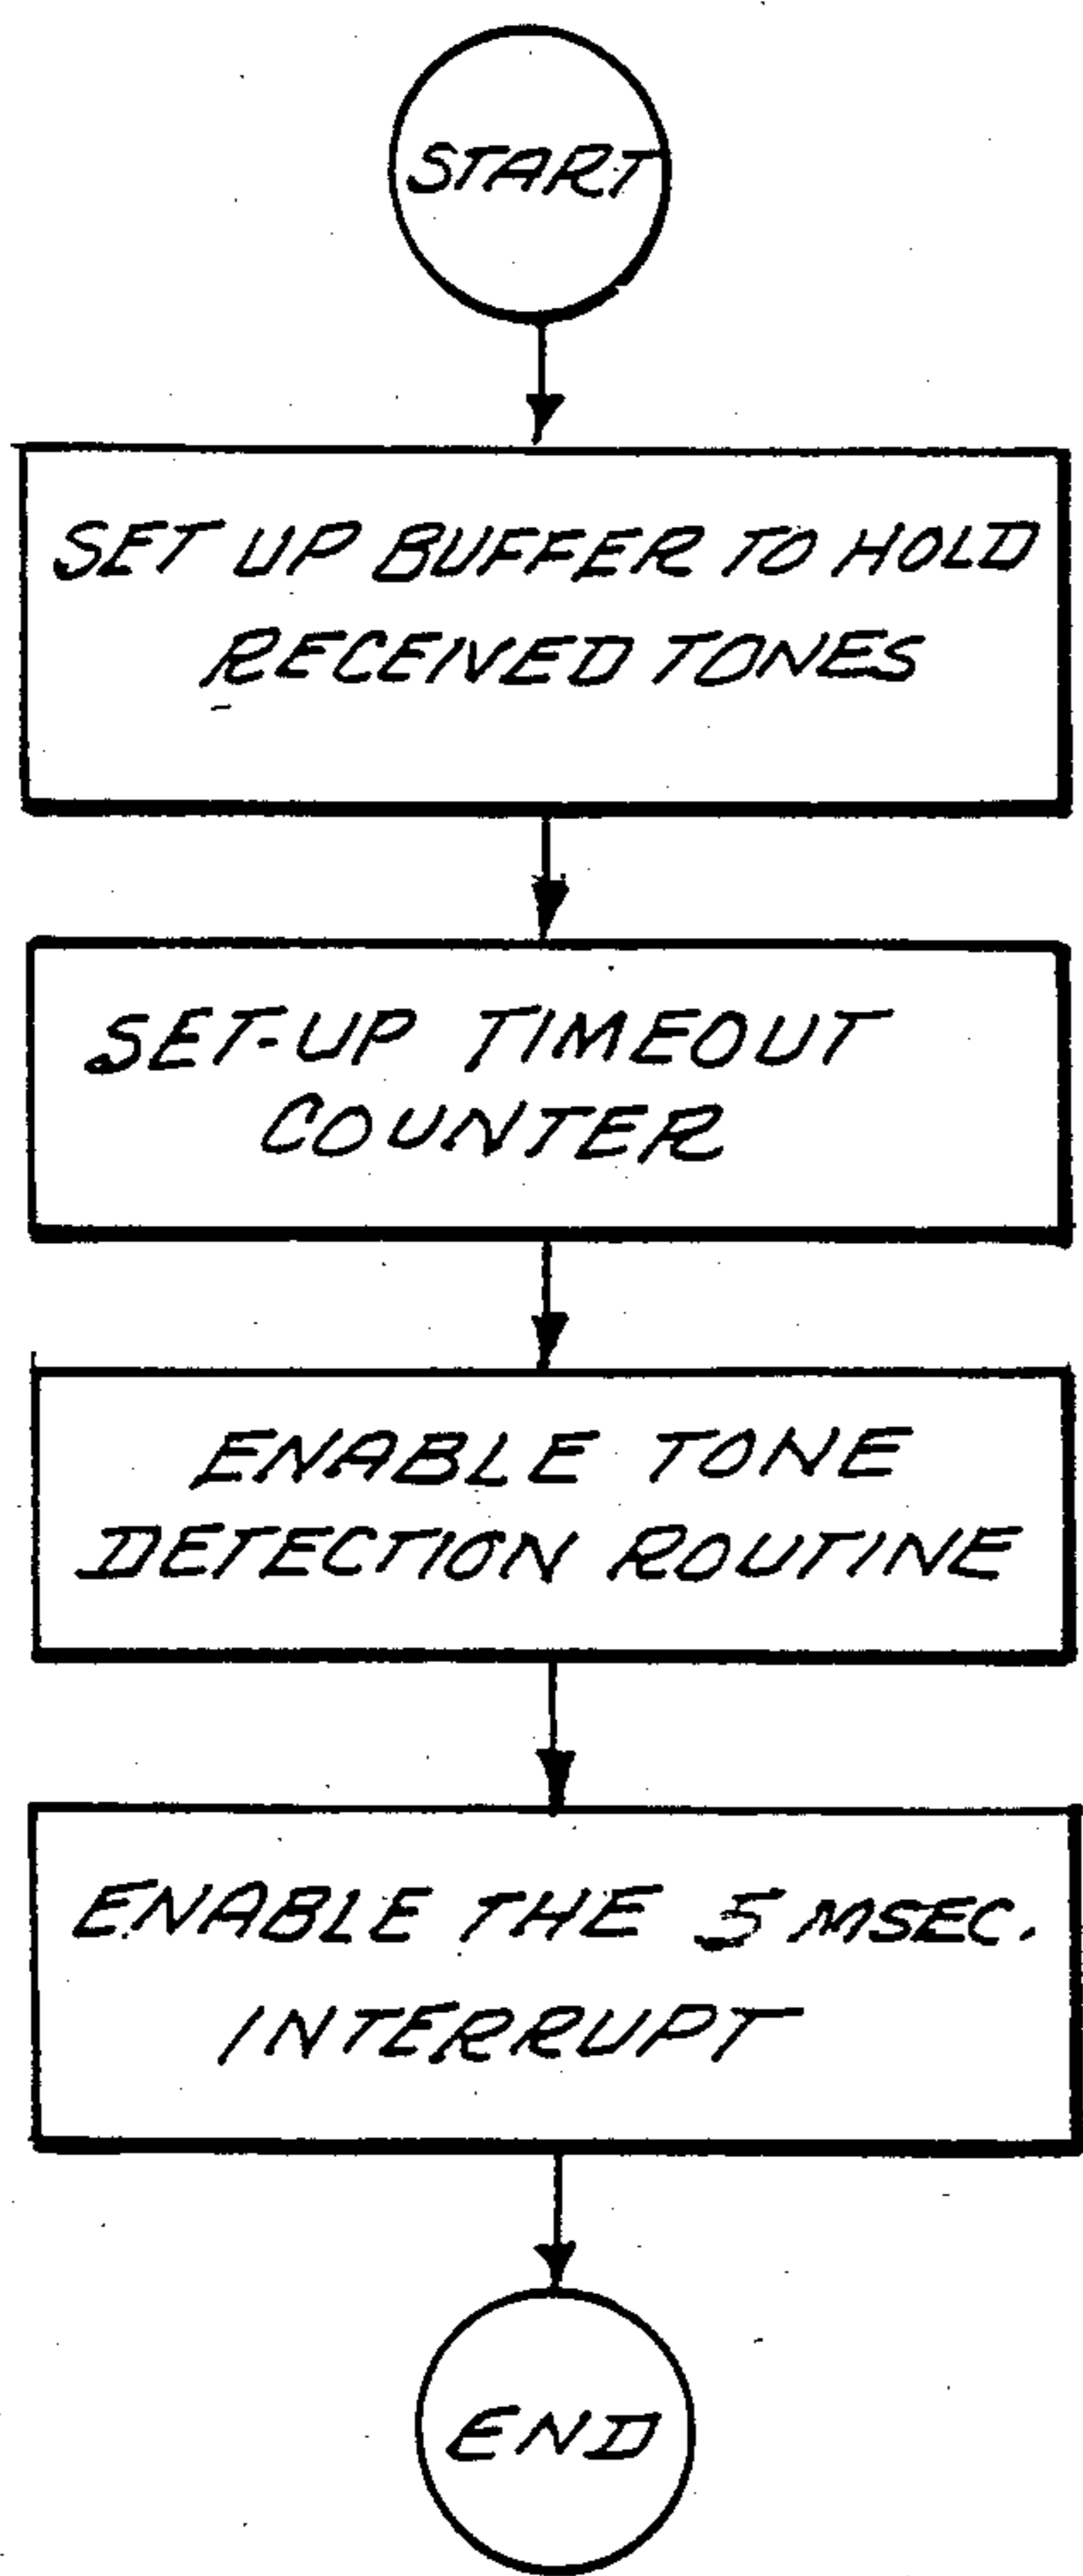 START
SET UP BUFFER TO HOLD
RECEIVED TONES
SET-UP TIMEOUT
COUNTER
ENABLE TONE
DETECTION ROUTINE
ENABLE THE 5 MSEC.
INTERRUPT
END